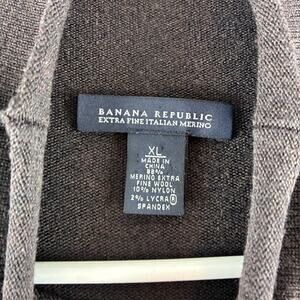 BANANA REPUBLIC
EXTRA FINE ITALIAN MERINO
XL
MADE IN
CHINA
88%
MERINO EXTRA
FINE WOOL
10% NYLON
2% LYCRA®
SPANDEX